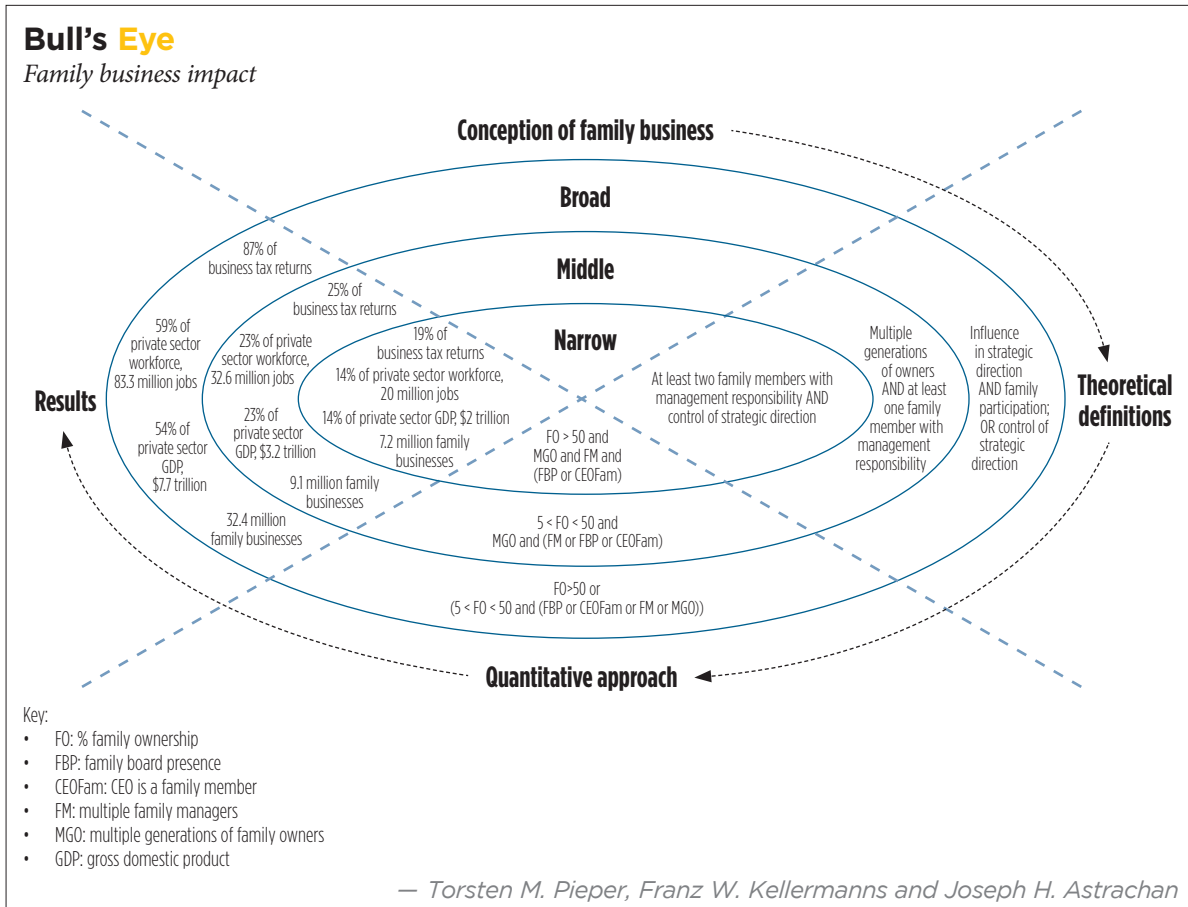 Bull's Eye
Family business impact
Conception of family business
Broad
Middle
Narrow
87% of
business tax returns
25% of
business tax returns
19% of
business tax returns
59% of
private sector
workforce,
83.3 million jobs
23% of private
sector workforce,
32.6 million jobs
14% of private sector workforce,
20 million jobs
Results
54% of
private sector
GDP,
$7.7 trillion
23% of
private sector
GDP, $3.2 trillion
14% of private sector GDP, $2 trillion
7.2 million family
businesses
9.1 million family
businesses
32.4 million
family businesses
At least two family members with
management responsibility AND
control of strategic direction
Multiple
generations
of owners
AND at least
one family
member with
management
responsibility
Influence
in strategic
direction
AND family
participation;
OR control of
strategic
direction
Theoretical
definitions
FO > 50 and
MGO and FM and
(FBP or CEOFam)
5 < FO < 50 and
MGO and (FM or FBP or CEOFam)
FO>50 or
(5 < FO < 50 and (FBP or CEOFam or FM or MGO))
Quantitative approach
Key:
• FO: % family ownership
• FBP: family board presence
• CEOFam: CEO is a family member
• FM: multiple family managers
• MGO: multiple generations of family owners
• GDP: gross domestic product
— Torsten M. Pieper, Franz W. Kellermanns and Joseph H. Astrachan